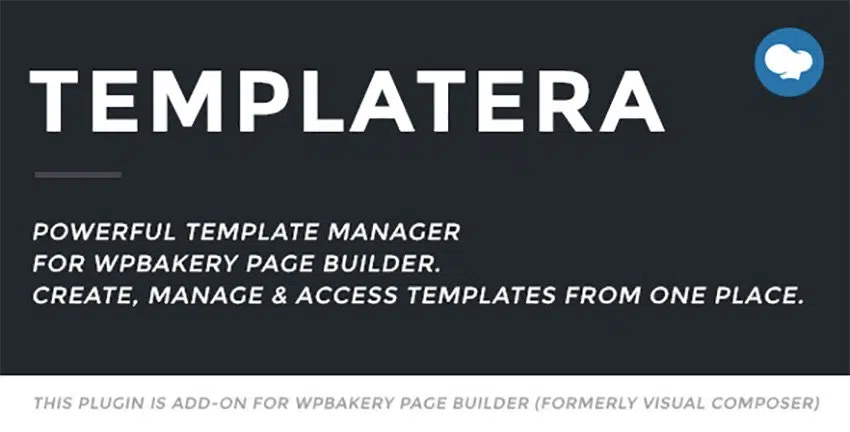 TEMPLATERA
POWERFUL TEMPLATE MANAGER
FOR WPBAKERY PAGE BUILDER.
CREATE, MANAGE & ACCESS TEMPLATES FROM ONE PLACE.
THIS PLUGIN IS ADD-ON FOR WPBAKERY PAGE BUILDER (FORMERLY VISUAL COMPOSER)